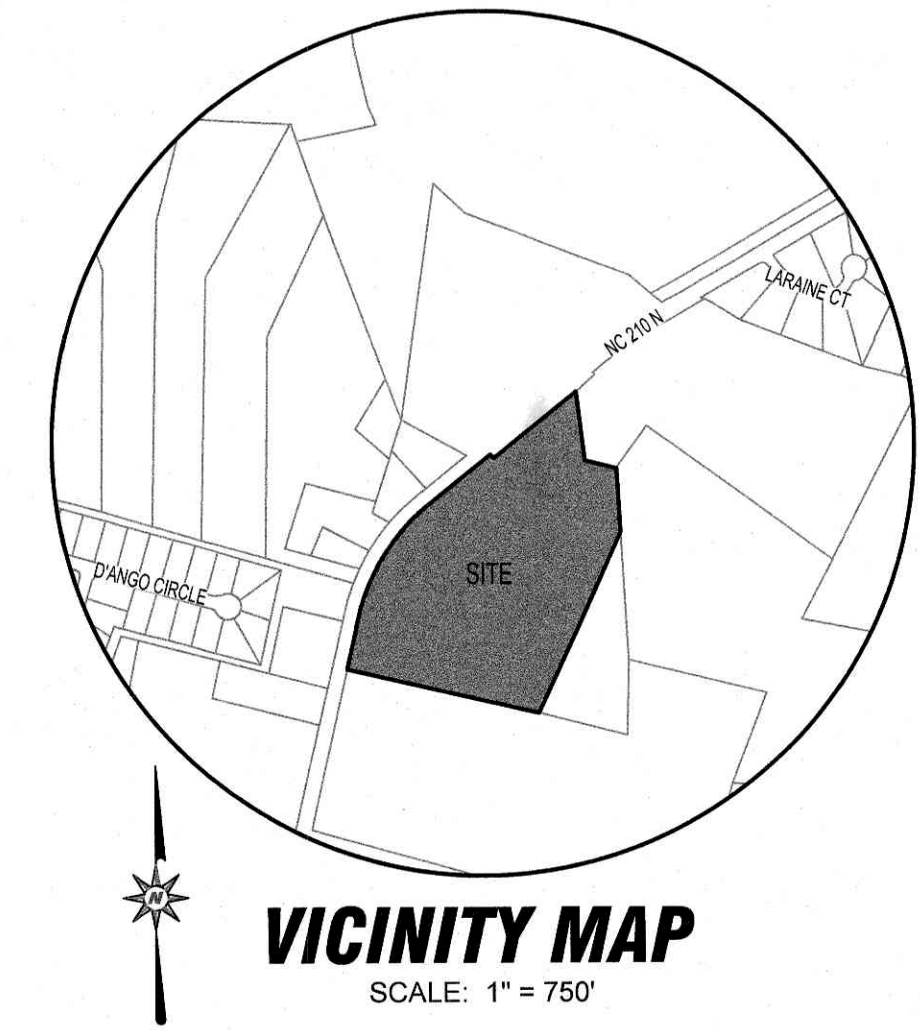 LARAINE CT
NC 210 N
SITE
D'ANGO CIRCLE
N
VICINITY MAP
SCALE: 1" = 750'